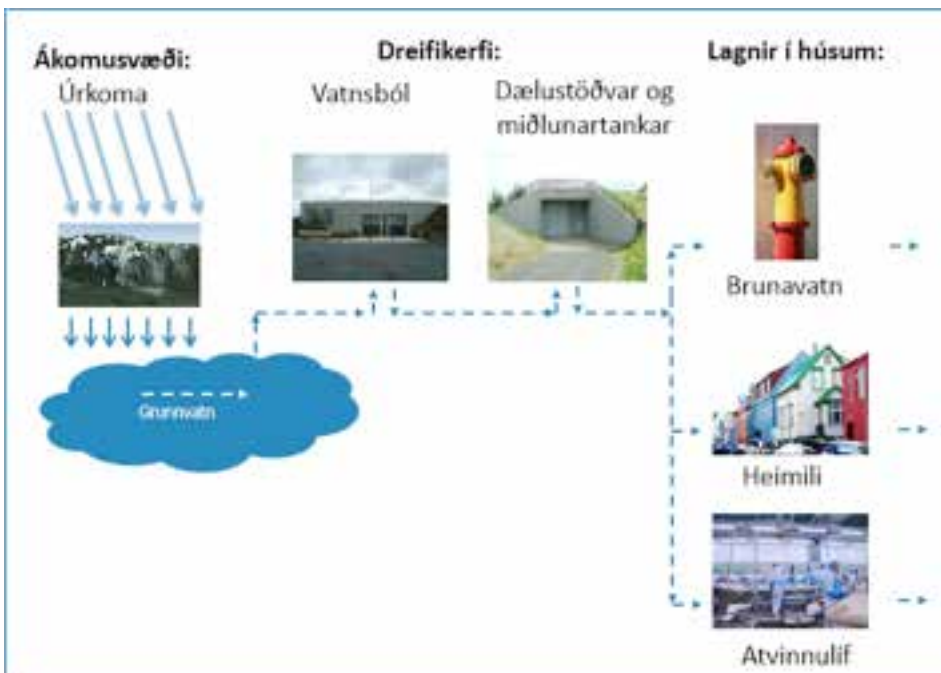 Ákomusvæði:
Úrkoma
Grunnvatn
Dreifikerfi:
Vatnsból
Dælustöðvar og
miðlunartankar
Lagnir í húsum:
Brunavatn
Heimili
Atvinnulíf